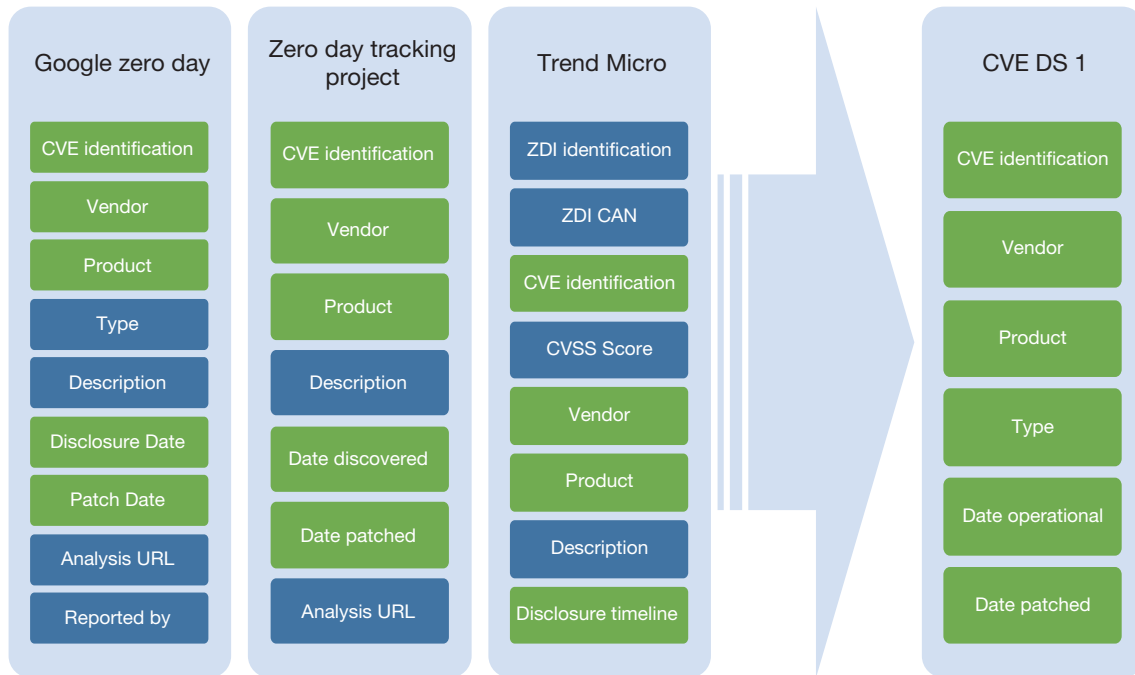 Google zero day
CVE identification
Vendor
Product
Type
Description
Disclosure Date
Patch Date
Analysis URL
Reported by
Zero day tracking
project
CVE identification
Vendor
Product
Description
Date discovered
Date patched
Analysis URL
Trend Micro
ZDI identification
ZDI CAN
CVE identification
CVSS Score
Vendor
Product
Description
Disclosure timeline
CVE DS 1
CVE identification
Vendor
Product
Type
Date operational
Date patched